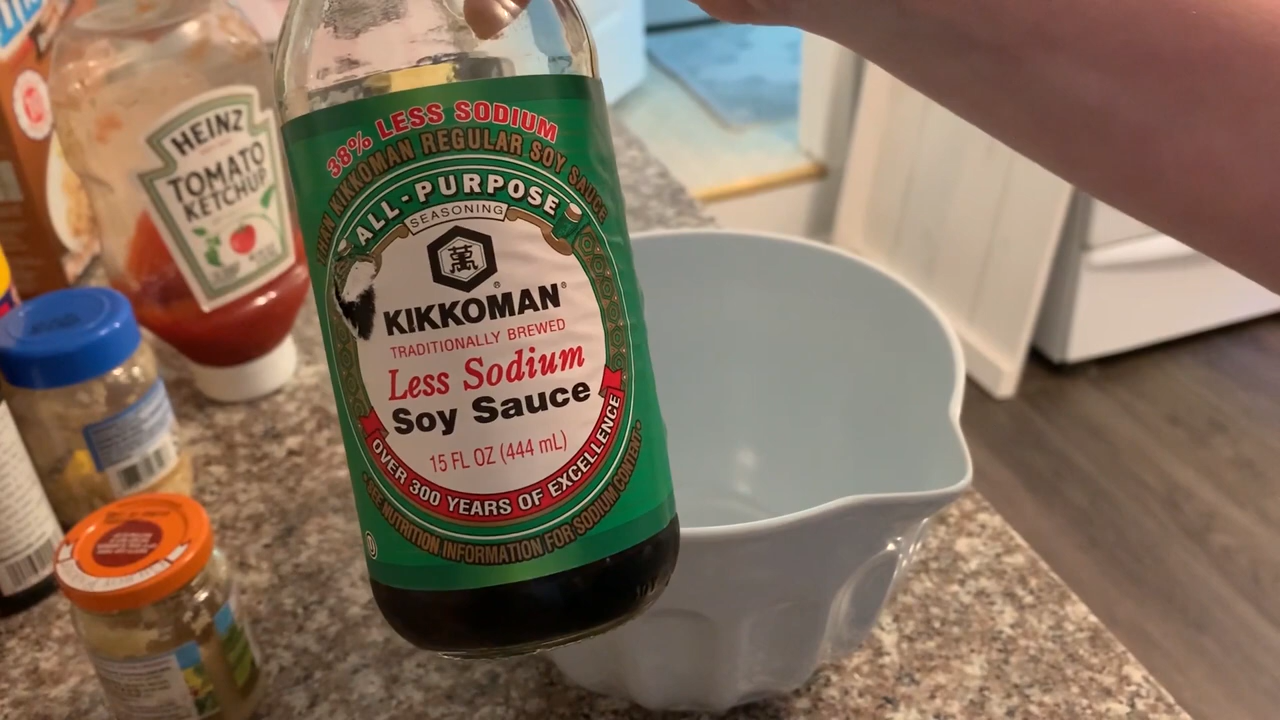 38% LESS SODIUM
THAN KIKKOMAN REGULAR SOY SAUCE
ALL-PURPOSE
SEASONING
萬
®
KIKKOMAN®
TRADITIONALLY BREWED
Less Sodium
Soy Sauce
15 FL OZ (444 mL)
OVER 300 YEARS OF EXCELLENCE
•SEE NUTRITION INFORMATION FOR SODIUM CONTENT•
HEINZ
TOMATO
KETCHUP